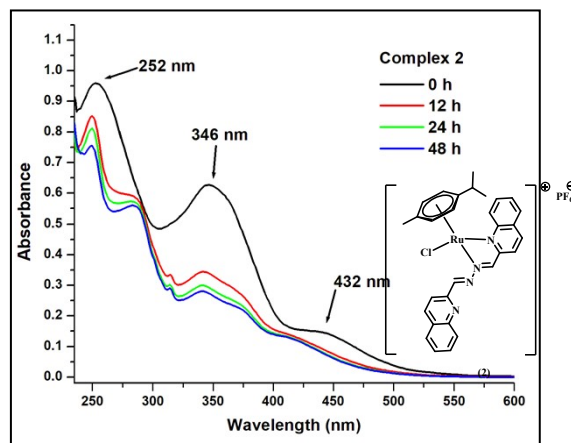 Complex 2
0 h
12 h
24 h
48 h
252 nm
346 nm
432 nm
Absorbance
1.1
1.0
0.9
0.8
0.7
0.6
0.5
0.4
0.3
0.2
0.1
0.0
250 300 350 400 450 500 550 600
Wavelength (nm)
Cl
Ru
N
N
N
N
⊕
PF₆
⊖
(2)